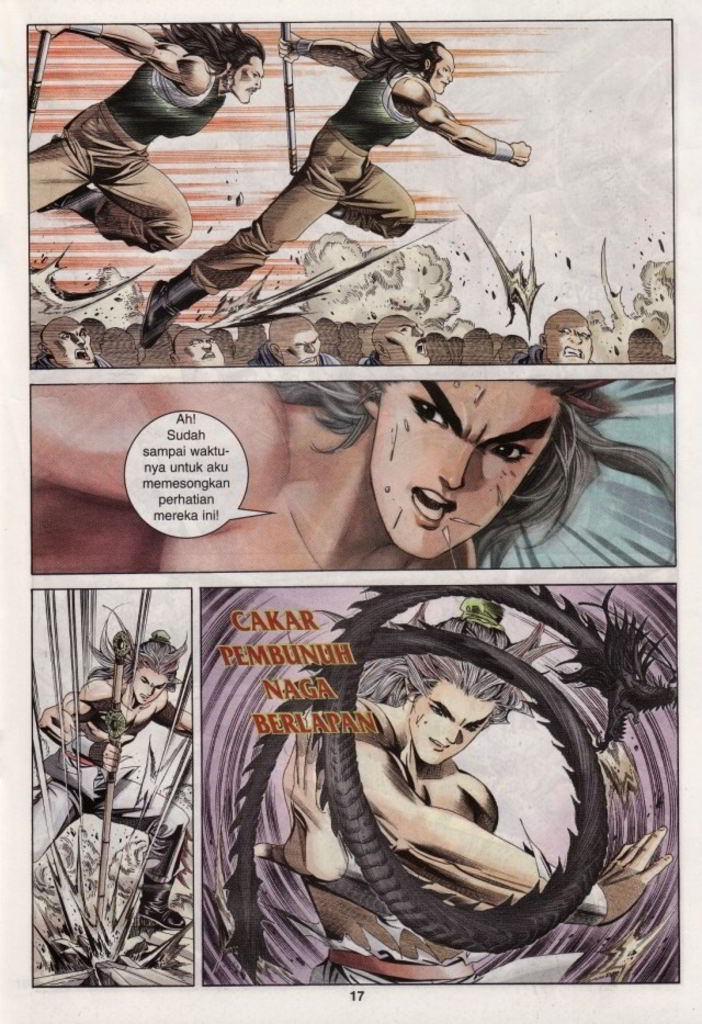 Ah!
Sudah
sampai waktu-
nya untuk aku
memesongkan
perhatian
mereka ini!
CAKAR
PEMBUNUH
NAGA
BERLAPAN
17